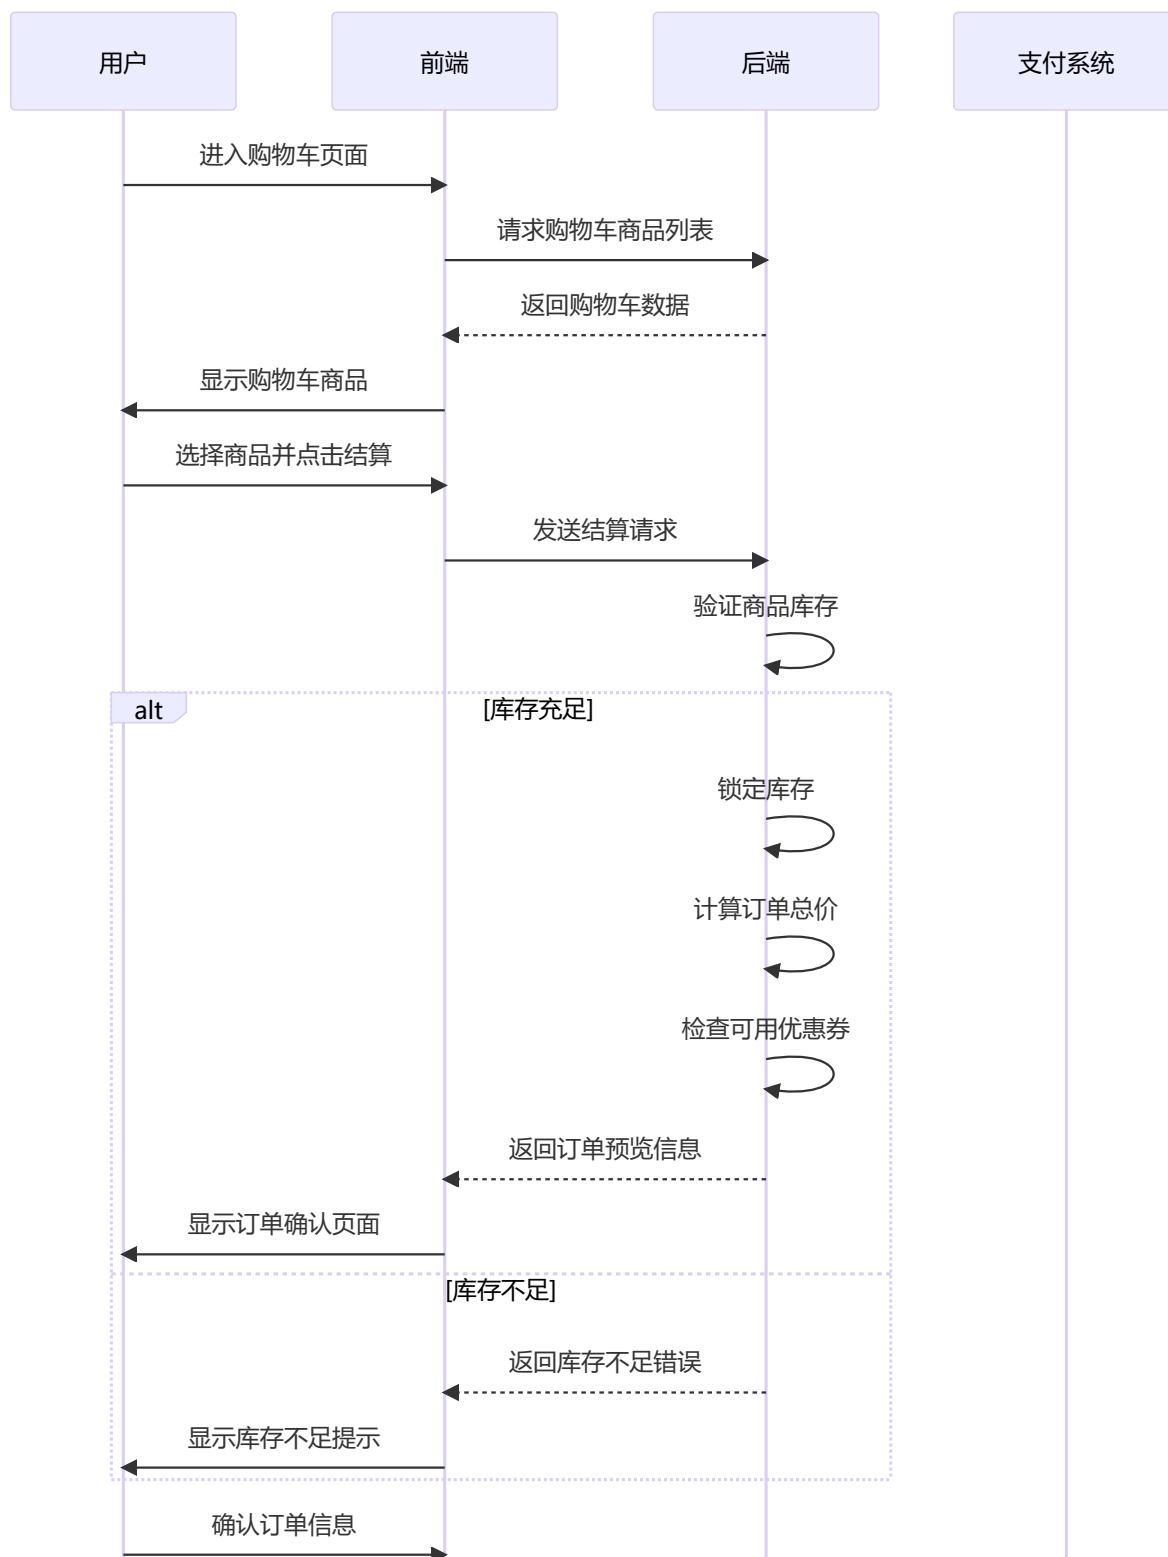 用户
前端
后端
支付系统
进入购物车页面
请求购物车商品列表
返回购物车数据
显示购物车商品
选择商品并点击结算
发送结算请求
验证商品库存
alt
[库存充足]
锁定库存
计算订单总价
检查可用优惠券
返回订单预览信息
显示订单确认页面
[库存不足]
返回库存不足错误
显示库存不足提示
确认订单信息